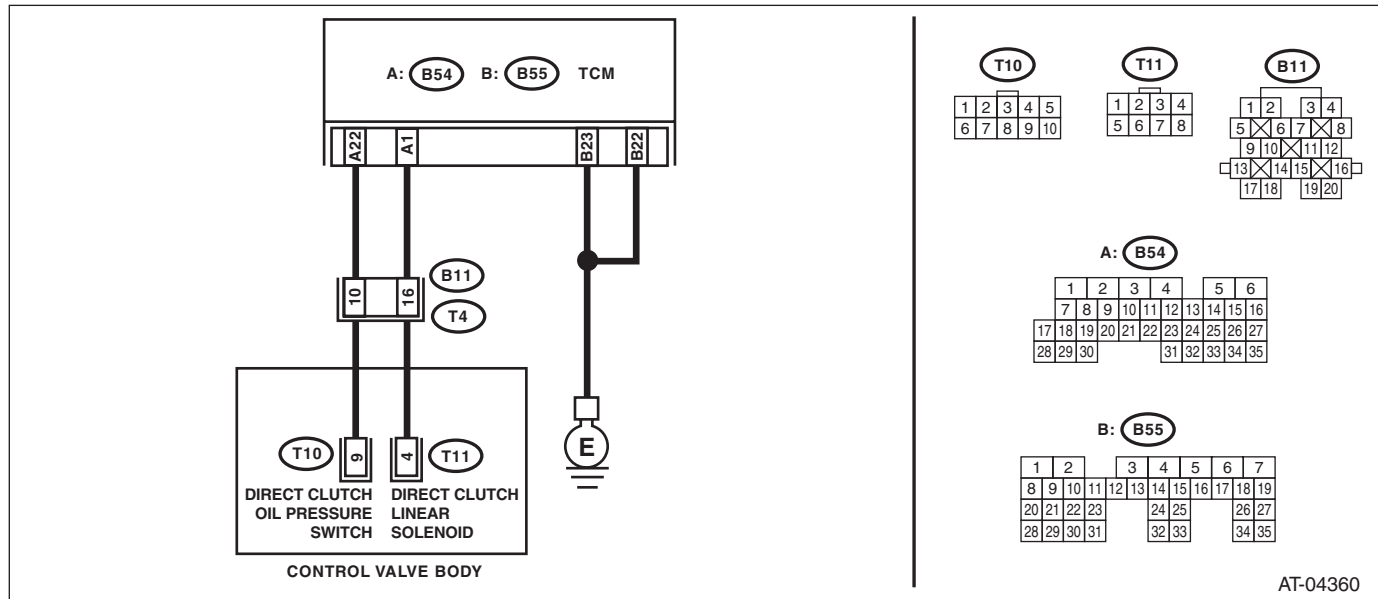 A: B54 B: B55 TCM
A22 A1 B23 B22
B11
10 16
T4
T10 9 4 T11
E
DIRECT CLUTCH
OIL PRESSURE
SWITCH
DIRECT CLUTCH
LINEAR
SOLENOID
CONTROL VALVE BODY
T10
1 2 3 4 5
6 7 8 9 10
T11
1 2 3 4
5 6 7 8
B11
1 2 3 4
5 6 7 8
9 10 11 12
13 14 15 16
17 18 19 20
A: B54
1 2 3 4 5 6
7 8 9 10 11 12 13 14 15 16
17 18 19 20 21 22 23 24 25 26 27
28 29 30 31 32 33 34 35
B: B55
1 2 3 4 5 6 7
8 9 10 11 12 13 14 15 16 17 18 19
20 21 22 23 24 25 26 27
28 29 30 31 32 33 34 35
AT-04360